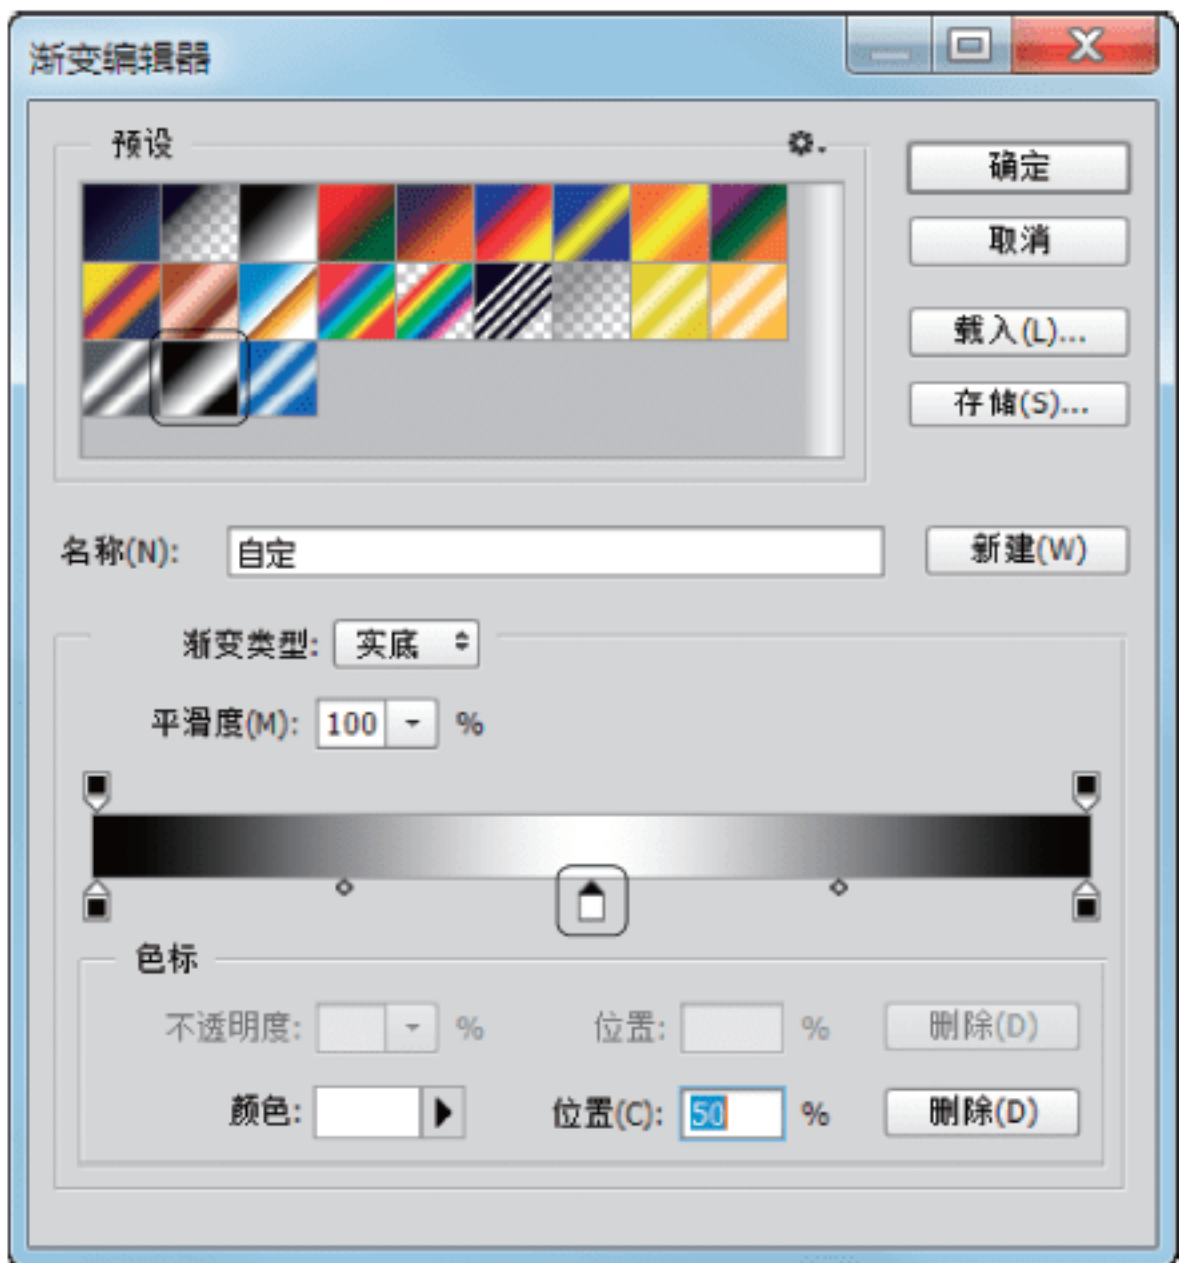 渐变编辑器
预设
确定
取消
载入(L)...
存储(S)...
名称(N): 自定 新建(W)
渐变类型: 实底
平滑度(M): 100 %
色标
不透明度: % 位置: % 删除(D)
颜色: 位置(C): 50 % 删除(D)